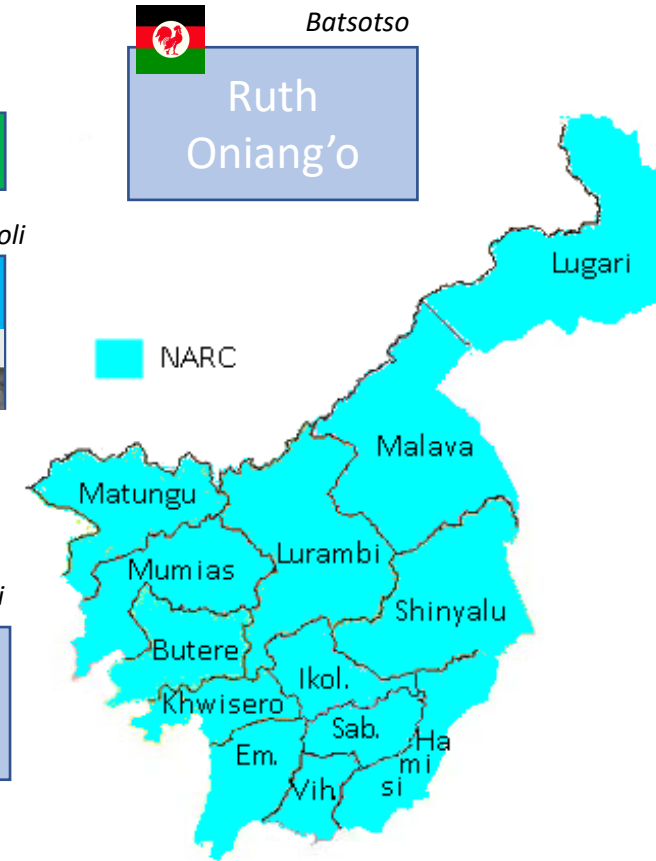 Batsotso
Ruth
Oniang’o
oli
Lugari
NARC
Malava
Matungu
Lurambi
Mumias
Shinyalu
i
Butere
Ikol.
Khwisero
Sab.
Ha
mi
si
Em.
Vih.